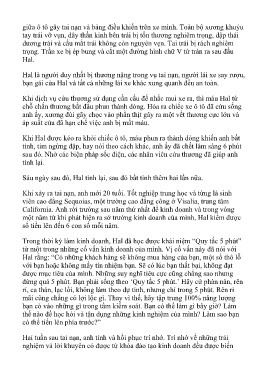 giữa ô tô gây tai nạn và bảng điều khiển trên xe mình. Toàn bộ xương khuỷu
tay trái vỡ vụn, dây thần kinh bên trái bị tổn thương nghiêm trọng, dập thái
dương trái và cầu mắt trái không còn nguyên vẹn. Tai trái bị rách nghiêm
trọng. Trần xe bị ép bung và cắt một đường hình chữ V từ trán ra sau đầu
Hal.
Hal là người duy nhất bị thương nặng trong vụ tai nạn, người lái xe say rượu,
bạn gái của Hal và tất cả những lái xe khác xung quanh đều an toàn.
Khi dịch vụ cứu thương sử dụng cần cẩu để nhấc mui xe ra, thì máu Hal từ
chỗ chấn thương bắt đầu phun thành dòng. Hóa ra chiếc ô tô đã cứu sống
anh ấy, xương đùi gãy chọc vào phần thịt gây ra một vết thương cực lớn và
áp suất của đã hạn chế việc anh bị mất máu.
Khi Hal được kéo ra khỏi chiếc ô tô, máu phun ra thành dòng khiến anh bất
tỉnh, tim ngừng đập, hay nói theo cách khác, anh ấy đã chết lâm sàng 6 phút
sau đó. Nhờ các biện pháp sốc điện, các nhân viên cứu thương đã giúp anh
tỉnh lại.
Sáu ngày sau đó, Hal tỉnh lại, sau đó bất tỉnh thêm hai lần nữa.
Khi xảy ra tai nạn, anh mới 20 tuổi. Tốt nghiệp trung học và từng là sinh
viên cao đẳng Sequoias, một trường cao đẳng công ở Visalia, trung tâm
California. Anh rời trường sau năm thứ nhất để kinh doanh và trong vòng
một năm từ khi phát hiện ra sở trường kinh doanh của mình, Hal kiếm được
số tiền lên đến 6 con số mỗi năm.
Trong thời kỳ làm kinh doanh, Hal đã học được khái niệm “Quy tắc 5 phút”
từ một trong những cố vấn kinh doanh của mình. Vị cố vấn này đã nói với
Hal rằng: “Có những khách hàng sẽ không mua hàng của bạn, một số thô lỗ
với bạn hoặc không mấy tín nhiệm bạn. Sẽ có lúc bạn thất bại, không đạt
được mục tiêu của mình. Những suy nghĩ tiêu cực cũng chẳng sao nhưng
đừng quá 5 phút. Bạn phải sống theo ‘Quy tắc 5 phút.’ Hãy cứ phàn nàn, rên
rỉ, ca thán, lạc lối, không làm theo dự tính, nhưng chỉ trong 5 phút. Rên rỉ
mãi cũng chẳng có lợi lộc gì. Thay vì thế, hãy tập trung 100% năng lượng
bạn có vào những gì trong tầm kiểm soát. Bạn có thể làm gì bây giờ? Làm
thế nào để học hỏi và tận dụng những kinh nghiệm của mình? Làm sao bạn
có thể tiến lên phía trước?”
Hai tuần sau tai nạn, anh tỉnh và hồi phục trí nhớ. Trí nhớ về những trải
nghiệm và lời khuyên có được từ khóa đào tạo kinh doanh đều được biến